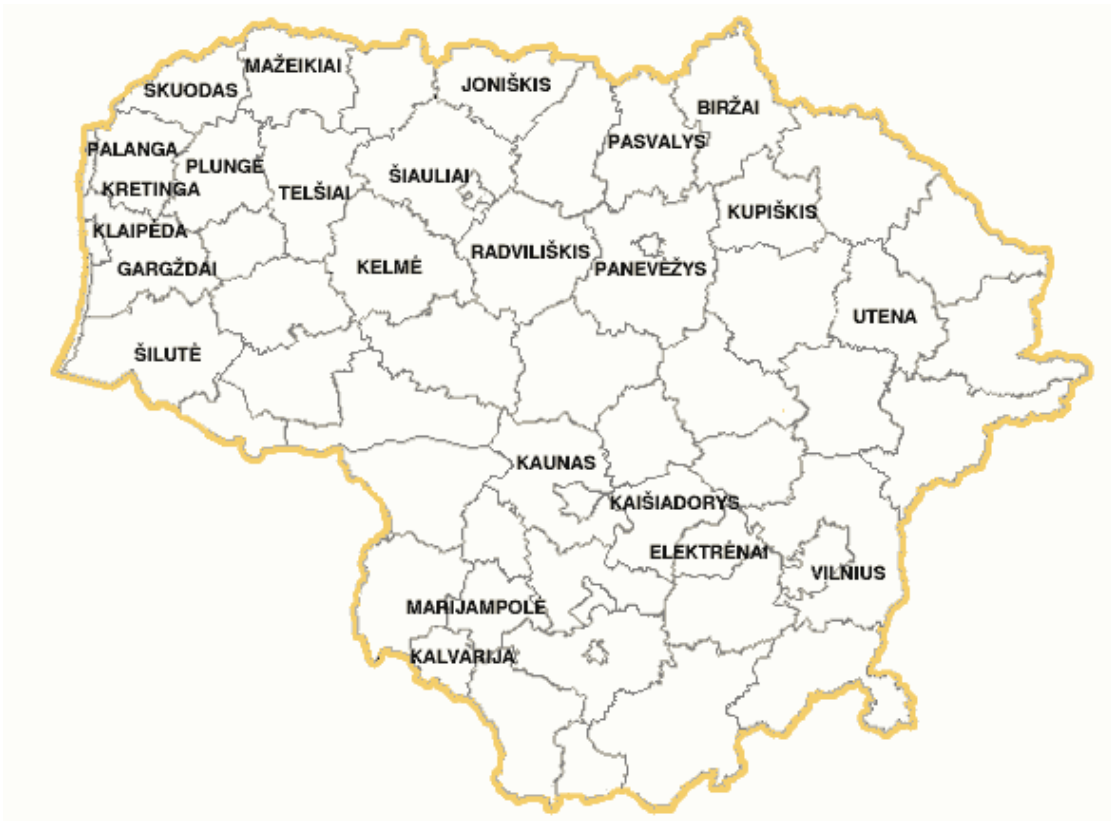 MAŽEIKIAI
SKUODAS
JONIŠKIS
BIRŽAI
PALANGA
PASVALYS
PLUNGĖ
ŠIAULIAI
KRETINGA
TELŠIAI
KUPIŠKIS
KLAIPĖDA
RADVILIŠKIS
GARGŽDAI
KELMĖ
PANEVĖŽYS
UTENA
ŠILUTĖ
KAUNAS
KAIŠIADORYS
ELEKTRĖNAI
VILNIUS
MARIJAMPOLĖ
KALVARIJA